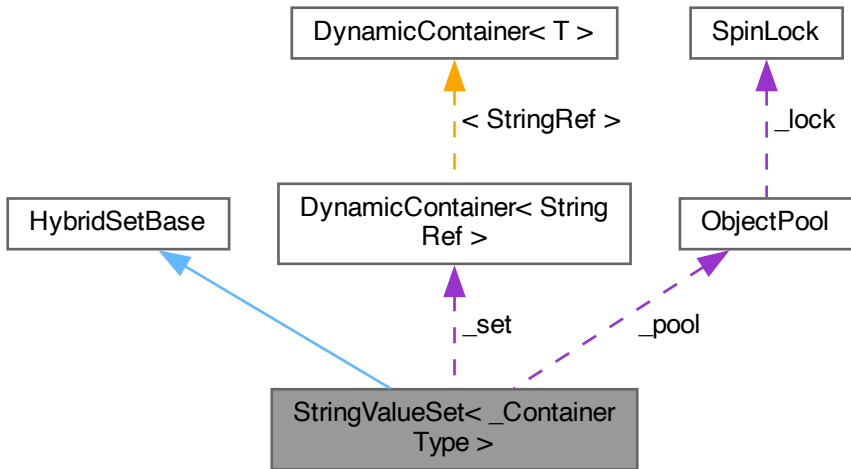 DynamicContainer< T >
SpinLock
< StringRef >
_lock
HybridSetBase
DynamicContainer< String
Ref >
ObjectPool
_set
_pool
StringValueSet< _Container
Type >